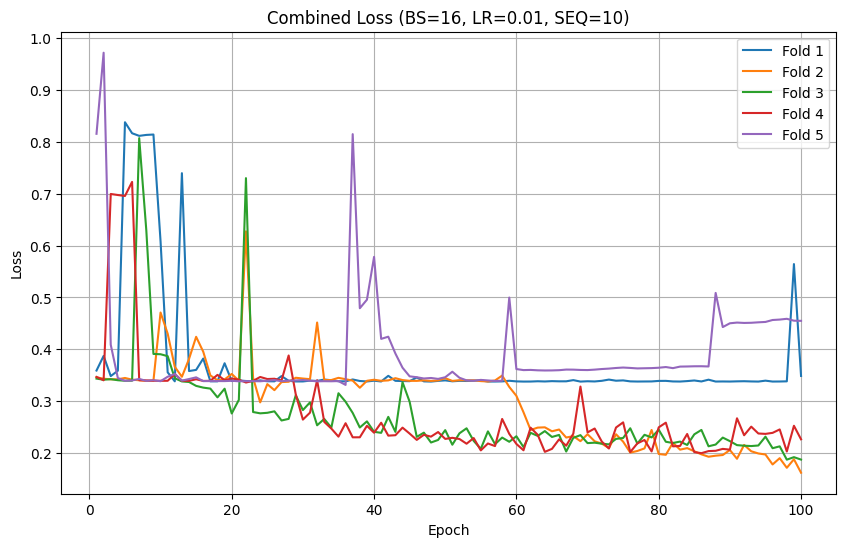 Combined Loss (BS=16, LR=0.01, SEQ=10)
Fold 1
Fold 2
Fold 3
Fold 4
Fold 5
Loss
1.0
0.9
0.8
0.7
0.6
0.5
0.4
0.3
0.2
0 20 40 60 80 100
Epoch